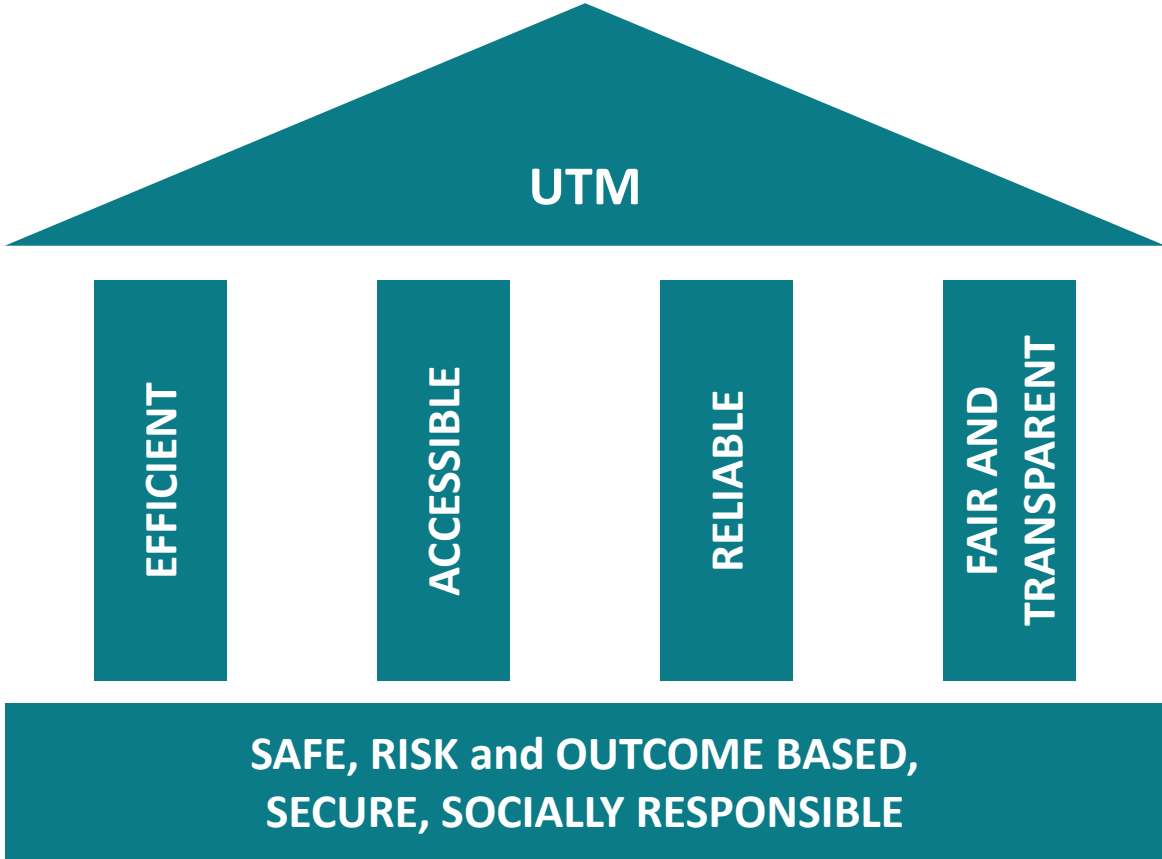 UTM
EFFICIENT
ACCESSIBLE
RELIABLE
FAIR AND
TRANSPARENT
SAFE, RISK and OUTCOME BASED,
SECURE, SOCIALLY RESPONSIBLE